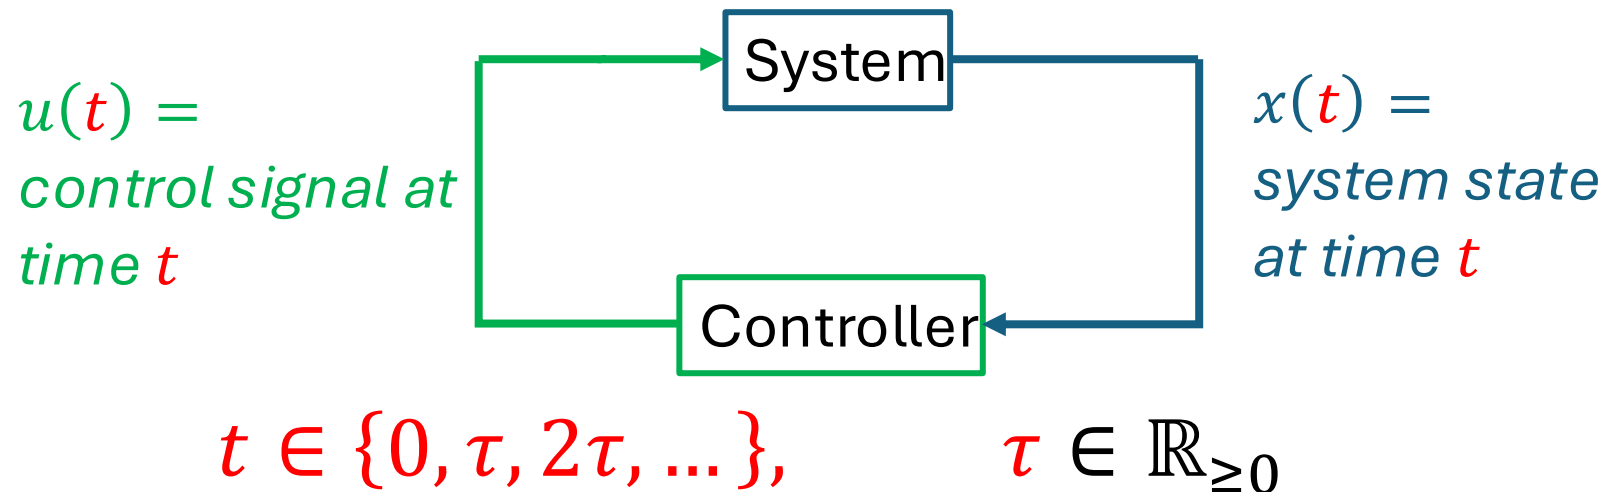 System
u(t) =
control signal at
time t
x(t) =
system state
at time t
Controller
t ∈ {0, τ, 2τ, … }, τ ∈ ℝ≥0